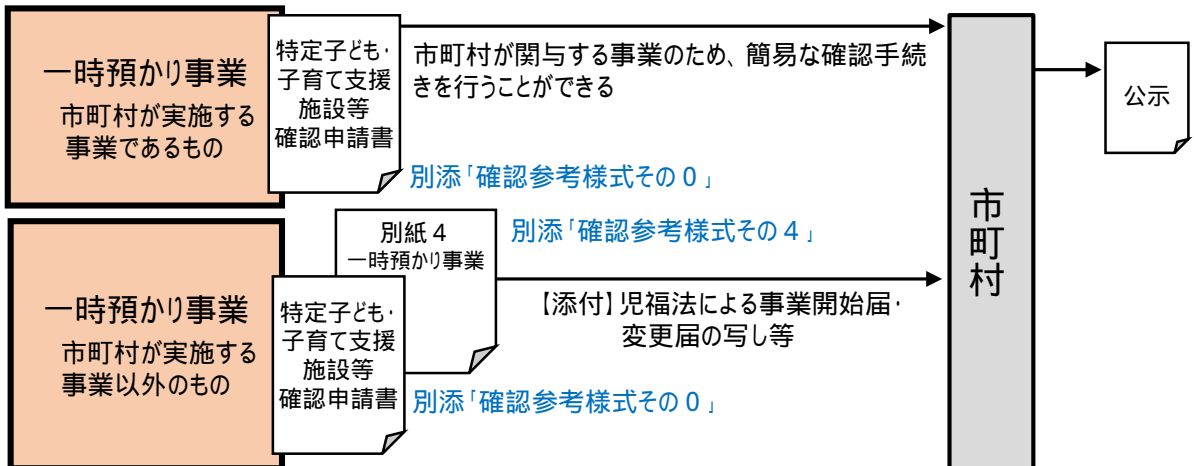 一時預かり事業
市町村が実施する
事業であるもの
特定子ども・
子育て支援
施設等
確認申請書
市町村が関与する事業のため、簡易な確認手続
きを行うことができる
別添「確認参考様式その０」
公示
市町村
一時預かり事業
市町村が実施する
事業以外のもの
別紙４
一時預かり事業
別添「確認参考様式その４」
特定子ども・
子育て支援
施設等
確認申請書
【添付】児福法による事業開始届・
変更届の写し等
別添「確認参考様式その０」